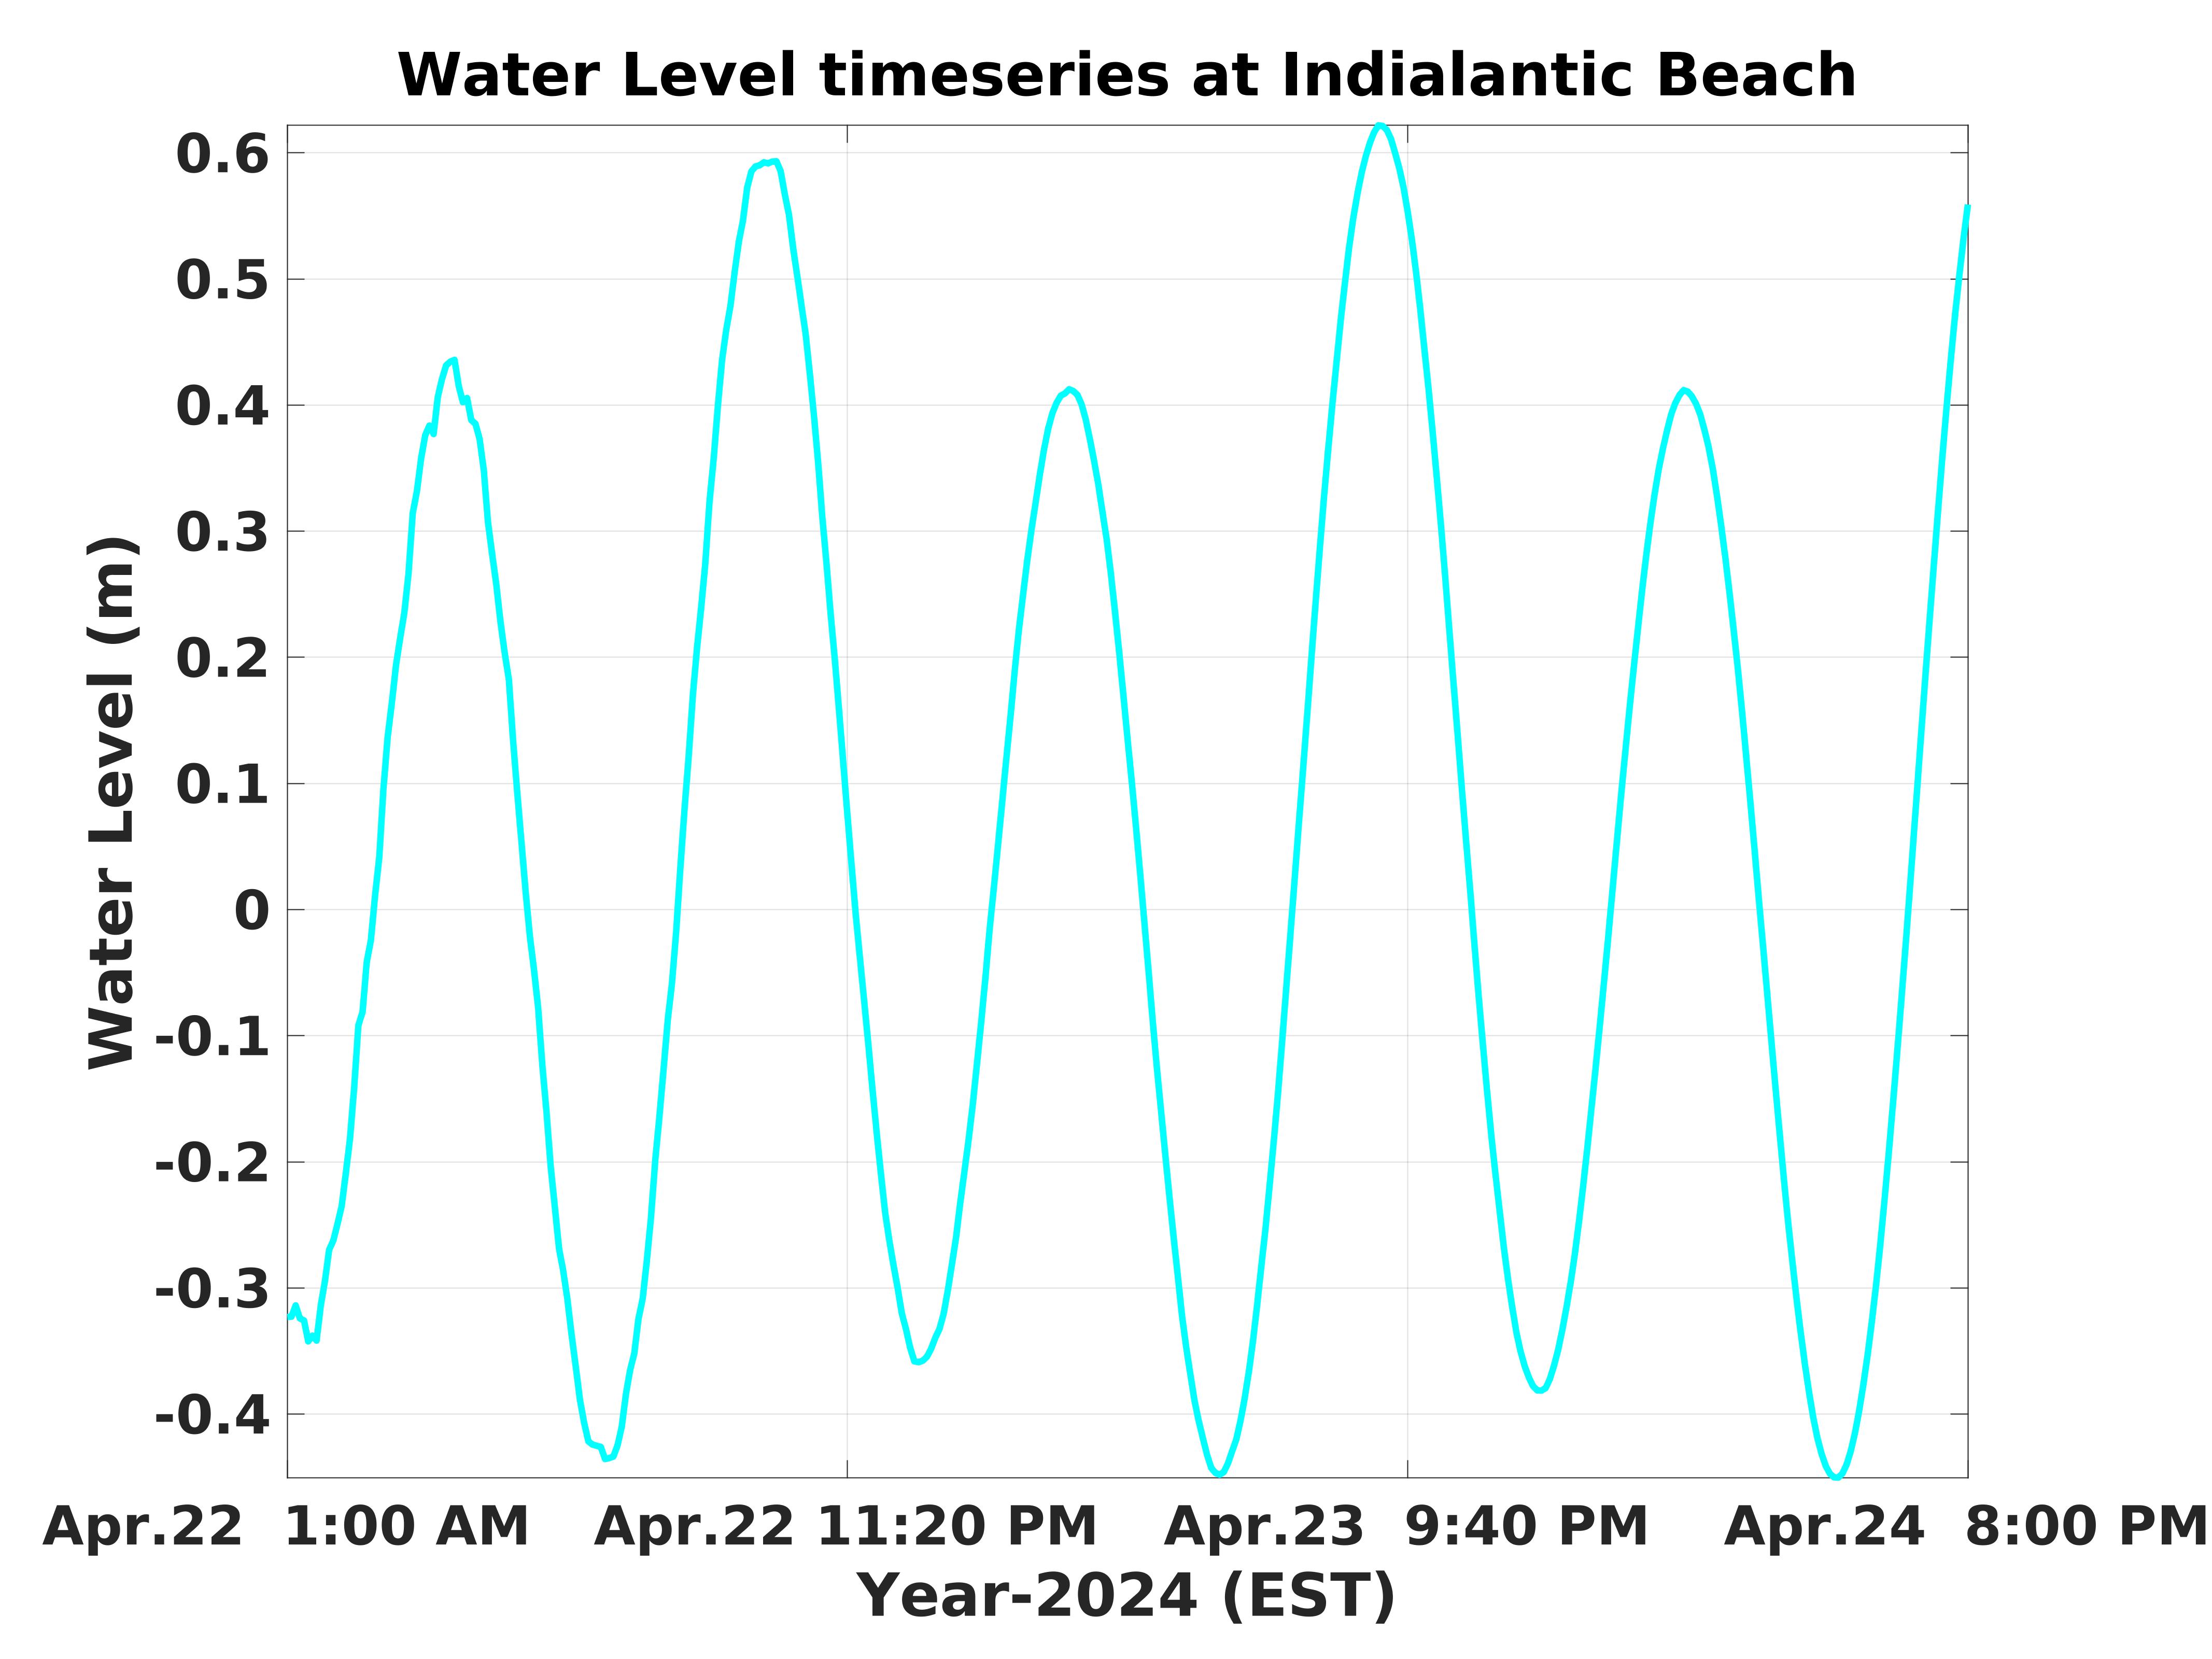 Water Level timeseries at Indialantic Beach
0.6
0.5
0.4
0.3
0.2
0.1
0
-0.1
-0.2
-0.3
-0.4
Water Level (m)
Apr.22 1:00 AM Apr.22 11:20 PM Apr.23 9:40 PM Apr.24 8:00 PM
Year-2024 (EST)